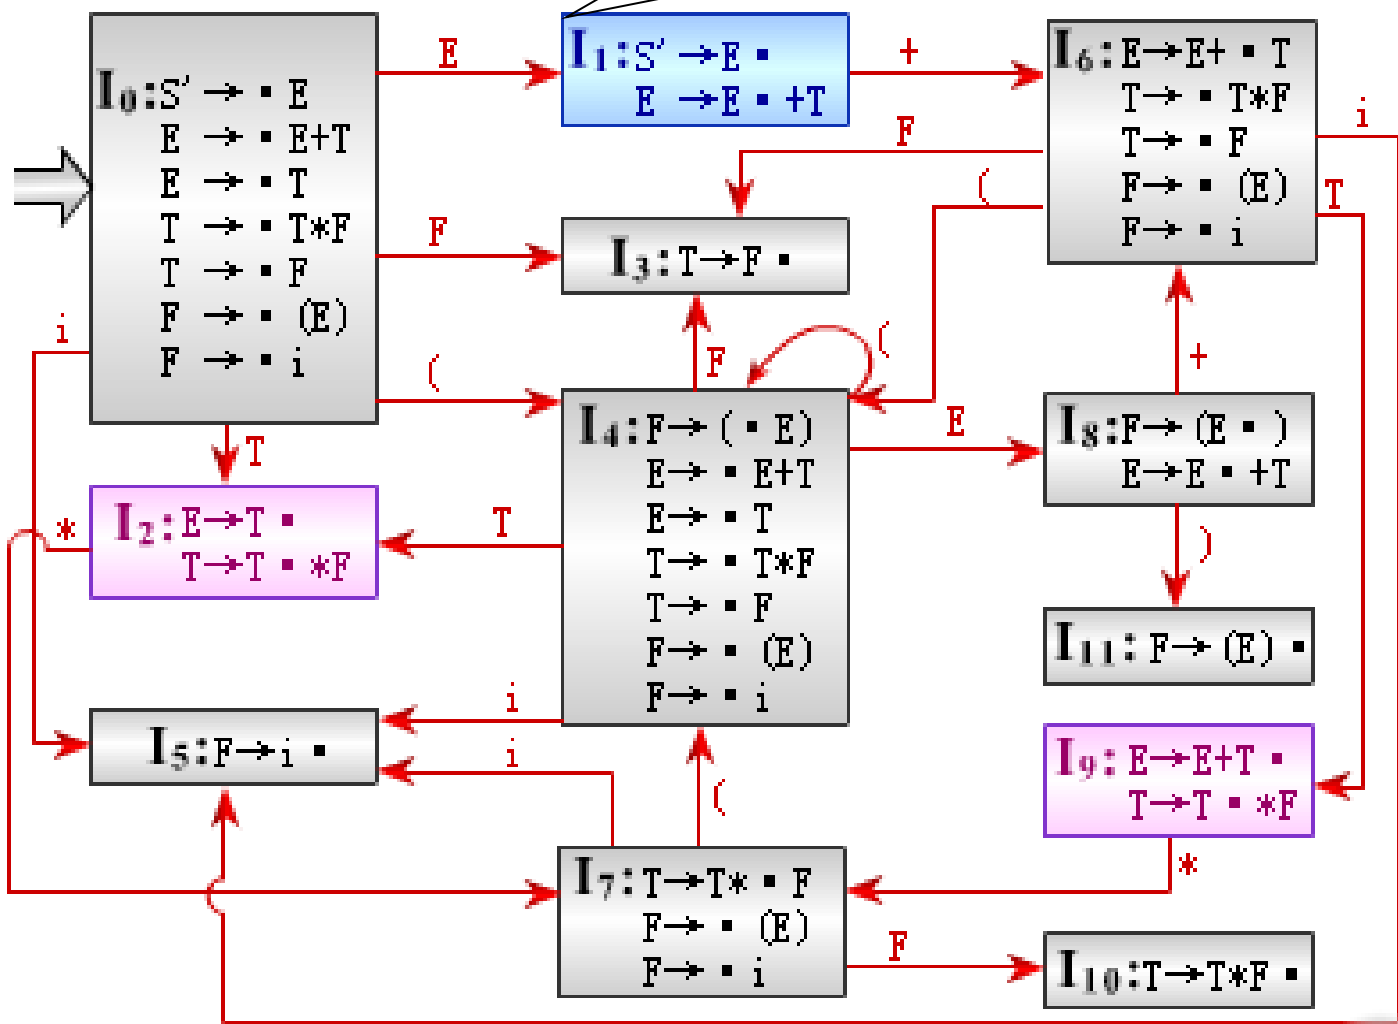 I0:S′ → ▪ E
E → ▪ E+T
E → ▪ T
T → ▪ T*F
T → ▪ F
F → ▪ (E)
F → ▪ i
E
I1:S′ → E ▪
E → E ▪ +T
+
I6:E→E+ ▪ T
T→ ▪ T*F
T→ ▪ F
F→ ▪ (E)
F→ ▪ i
i
T
F
(
F
I3:T→F ▪
i
(
F
(
+
T
I4:F→( ▪ E)
E→ ▪ E+T
E→ ▪ T
T→ ▪ T*F
T→ ▪ F
F→ ▪ (E)
F→ ▪ i
E
I8:F→(E ▪ )
E→E ▪ +T
*
I2:E→T ▪
T→T ▪ *F
T
)
I11:F→(E) ▪
i
I5:F→i ▪
i
(
I9:E→E+T ▪
T→T ▪ *F
*
I7:T→T* ▪ F
F→ ▪ (E)
F→ ▪ i
F
I10:T→T*F ▪